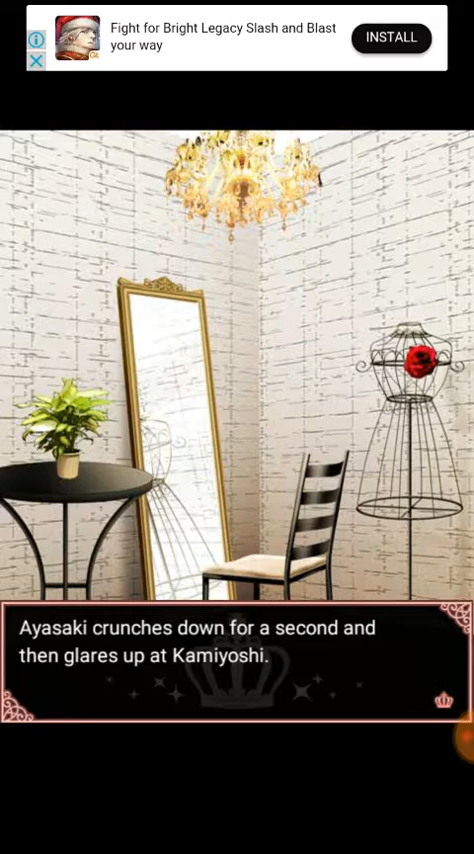 Fight for Bright Legacy Slash and Blast
your way
INSTALL
Ayasaki crunches down for a second and
then glares up at Kamiyoshi.